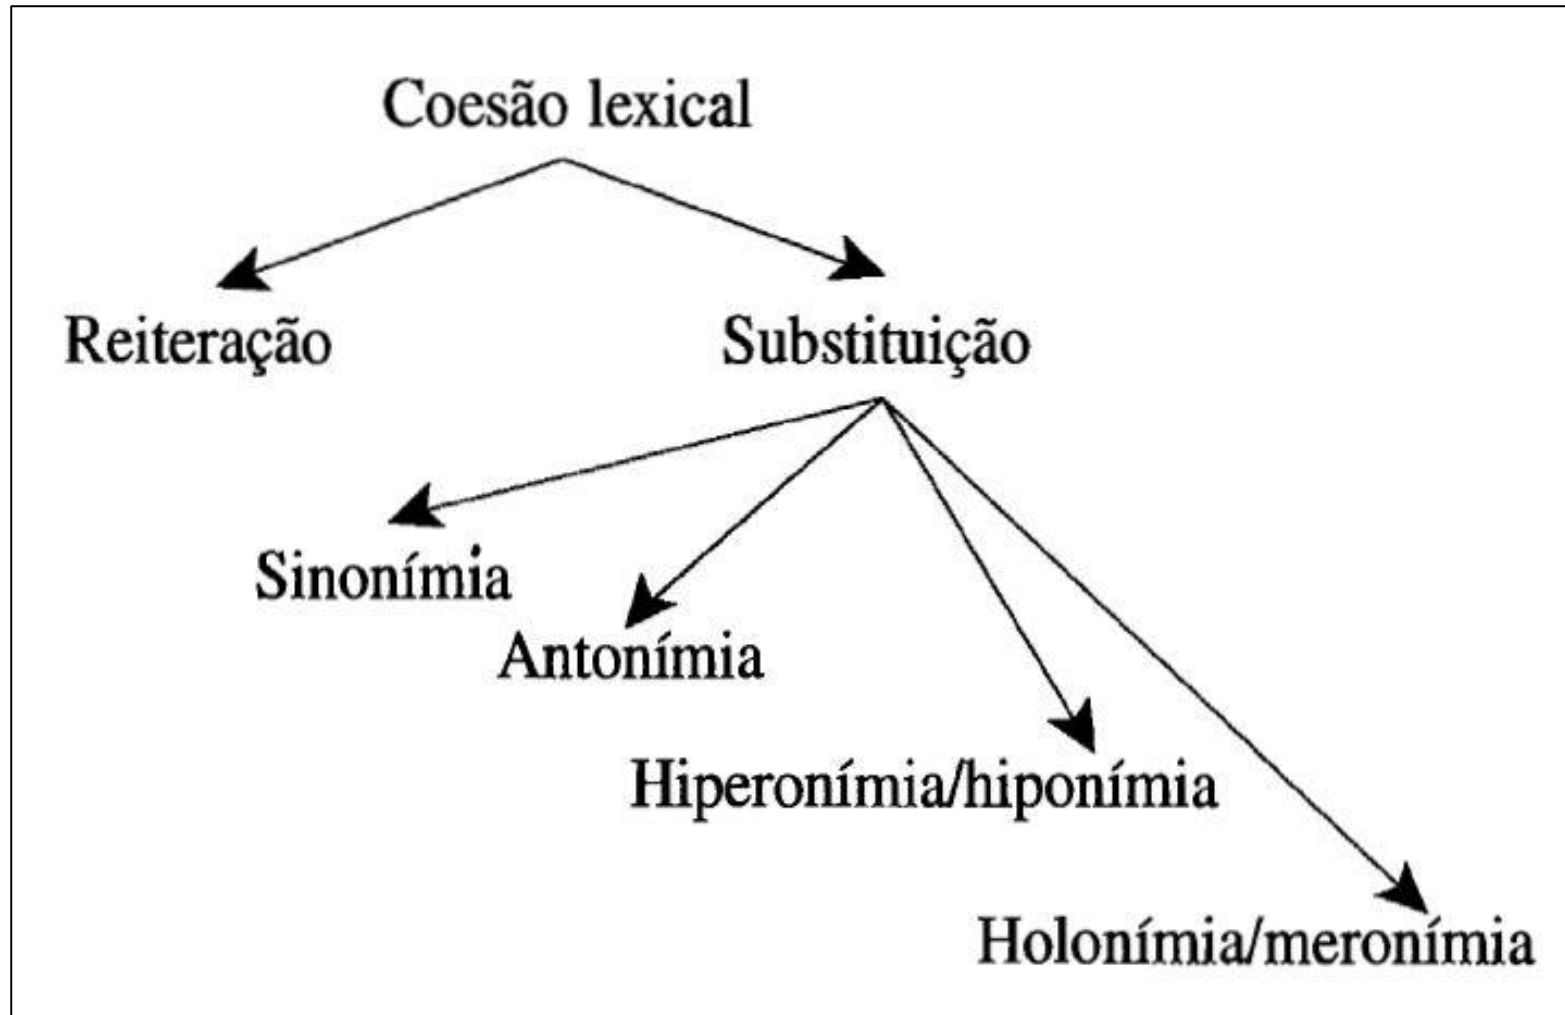 Coesão lexical
Reiteração
Substituição
Sinonímia
Antonímia
Hiperonímia/hiponímia
Holonímia/meronímia